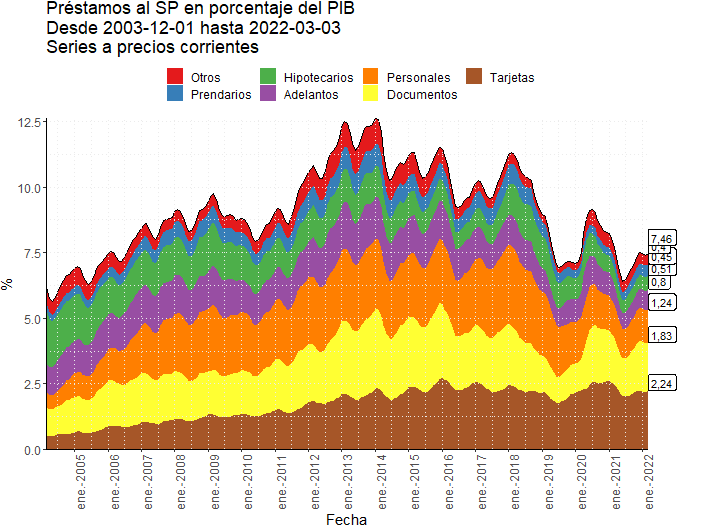 Préstamos al SP en porcentaje del PIB
Desde 2003-12-01 hasta 2022-03-03
Series a precios corrientes
Otros Hipotecarios Personales Tarjetas
Prendarios Adelantos Documentos
12.5
10.0
7.5
5.0
2.5
0.0
%
7,46
0,45
0,51
0,8
1,24
1,83
2,24
ene.-2005
ene.-2006
ene.-2007
ene.-2008
ene.-2009
ene.-2010
ene.-2011
ene.-2012
ene.-2013
ene.-2014
ene.-2015
ene.-2016
ene.-2017
ene.-2018
ene.-2019
ene.-2020
ene.-2021
ene.-2022
Fecha